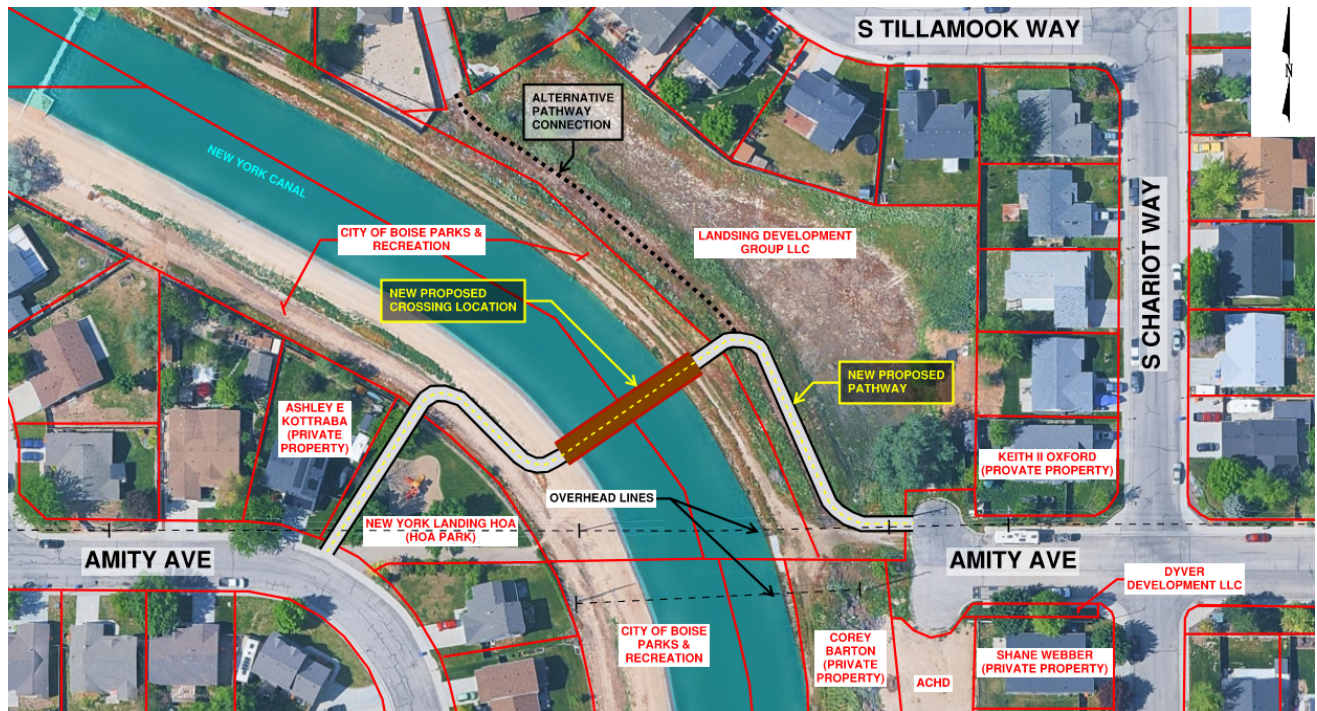 S TILLAMOOK WAY
N
ALTERNATIVE
PATHWAY
CONNECTION
NEW YORK CANAL
CITY OF BOISE PARKS &
RECREATION
LANDSING DEVELOPMENT
GROUP LLC
S CHARIOT WAY
NEW PROPOSED
CROSSING LOCATION
NEW PROPOSED
PATHWAY
ASHLEY E
KOTTRABA
(PRIVATE
PROPERTY)
KEITH II OXFORD
(PROVATE PROPERTY)
OVERHEAD LINES
NEW YORK LANDING HOA
(HOA PARK)
AMITY AVE
AMITY AVE
DYVER
DEVELOPMENT LLC
CITY OF BOISE
PARKS &
RECREATION
COREY
BARTON
(PRIVATE
PROPERTY)
SHANE WEBBER
(PRIVATE PROPERTY)
ACHD